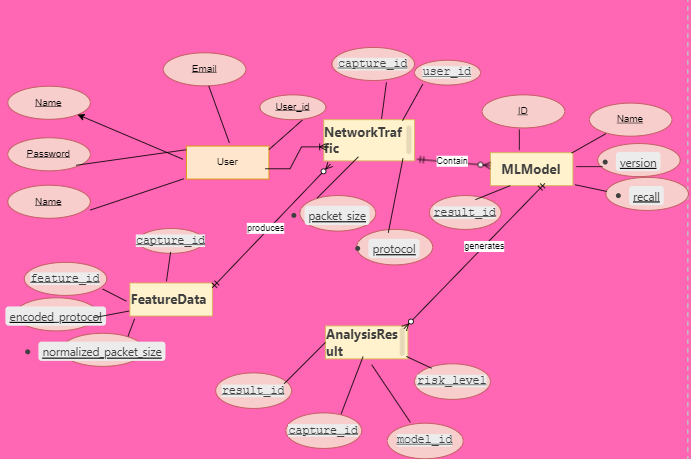 capture_id
user_id
Email
Name
User_id
ID
Name
NetworkTraf
fic
Password
User
Contain
MLModel
version
recall
Name
packet_size
result_id
produces
protocol
generates
capture_id
feature_id
FeatureData
encoded_protocol
normalized_packet_size
AnalysisRes
ult
result_id
risk_level
capture_id
model_id